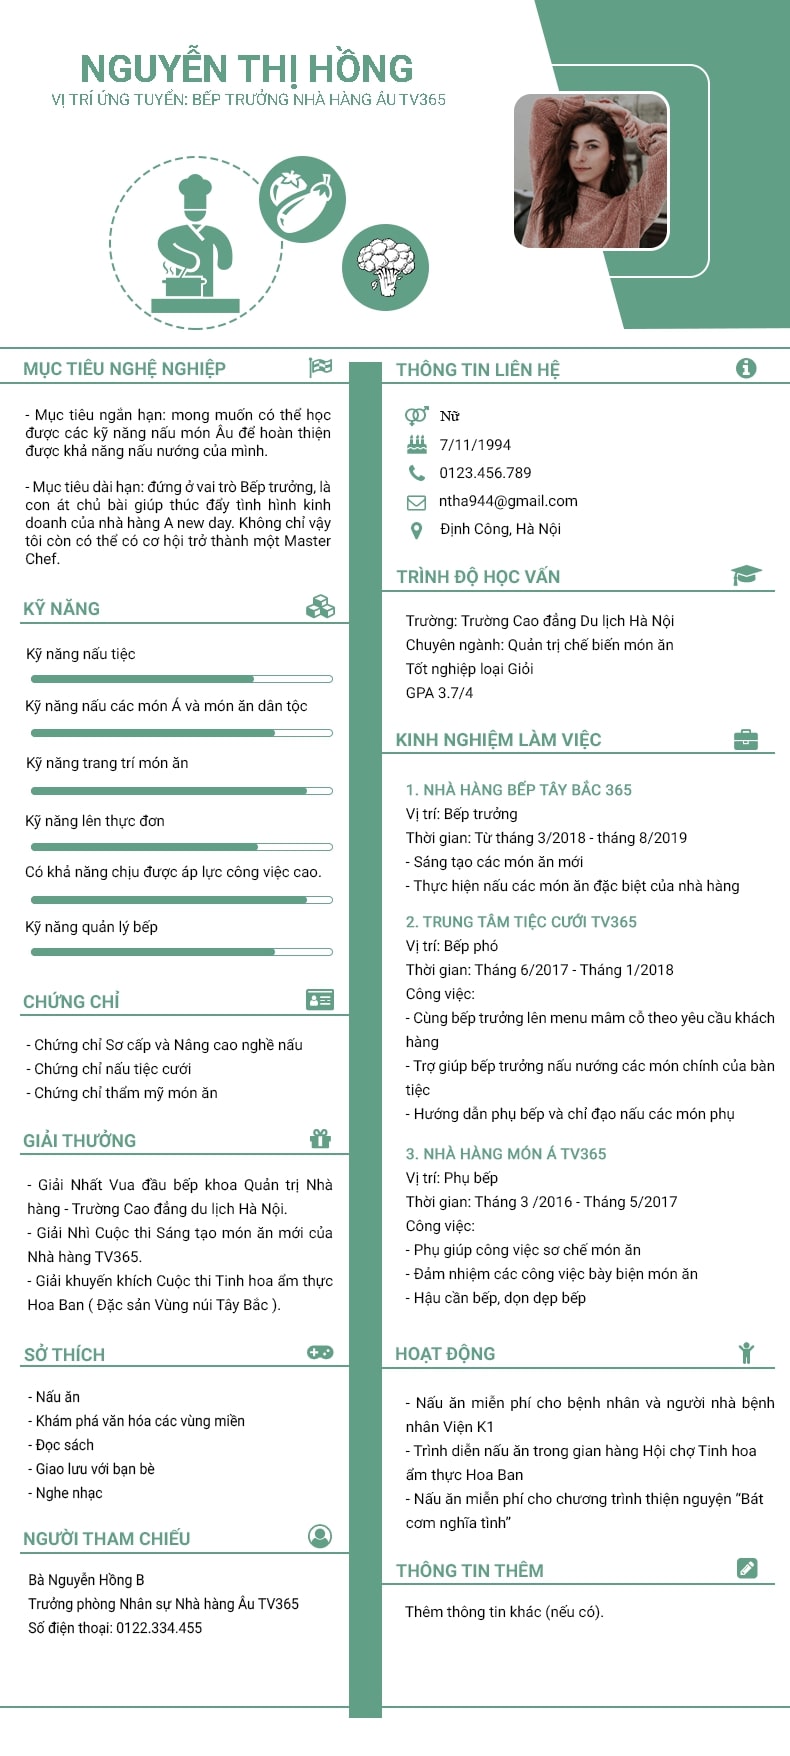 NGUYỄN THỊ HỒNG
VỊ TRÍ ỨNG TUYỂN: BẾP TRƯỞNG NHÀ HÀNG ÂU TV365
MỤC TIÊU NGHỆ NGHIỆP
- Mục tiêu ngắn hạn: mong muốn có thể học
được các kỹ năng nấu món Âu để hoàn thiện
được khả năng nấu nướng của mình.
- Mục tiêu dài hạn: đứng ở vai trò Bếp trưởng, là
con át chủ bài giúp thúc đẩy tình hình kinh
doanh của nhà hàng A new day. Không chỉ vậy
tôi còn có thể có cơ hội trở thành một Master
Chef.
KỸ NĂNG
Kỹ năng nấu tiệc
Kỹ năng nấu các món Á và món ăn dân tộc
Kỹ năng trang trí món ăn
Kỹ năng lên thực đơn
Có khả năng chịu được áp lực công việc cao.
Kỹ năng quản lý bếp
CHỨNG CHỈ
- Chứng chỉ Sơ cấp và Nâng cao nghề nấu
- Chứng chỉ nấu tiệc cưới
- Chứng chỉ thẩm mỹ món ăn
GIẢI THƯỞNG
- Giải Nhất Vua đầu bếp khoa Quản trị Nhà
hàng - Trường Cao đẳng du lịch Hà Nội.
- Giải Nhì Cuộc thi Sáng tạo món ăn mới của
Nhà hàng TV365.
- Giải khuyến khích Cuộc thi Tinh hoa ẩm thực
Hoa Ban ( Đặc sản Vùng núi Tây Bắc ).
SỞ THÍCH
- Nấu ăn
- Khám phá văn hóa các vùng miền
- Đọc sách
- Giao lưu với bạn bè
- Nghe nhạc
NGƯỜI THAM CHIẾU
Bà Nguyễn Hồng B
Trưởng phòng Nhân sự Nhà hàng Âu TV365
Số điện thoại: 0122.334.455
THÔNG TIN LIÊN HỆ
Nữ
7/11/1994
0123.456.789
ntha944@gmail.com
Định Công, Hà Nội
TRÌNH ĐỘ HỌC VẤN
Trường: Trường Cao đẳng Du lịch Hà Nội
Chuyên ngành: Quản trị chế biến món ăn
Tốt nghiệp loại Giỏi
GPA 3.7/4
KINH NGHIỆM LÀM VIỆC
1. NHÀ HÀNG BẾP TÂY BẮC 365
Vị trí: Bếp trưởng
Thời gian: Từ tháng 3/2018 - tháng 8/2019
- Sáng tạo các món ăn mới
- Thực hiện nấu các món ăn đặc biệt của nhà hàng
2. TRUNG TÂM TIỆC CƯỚI TV365
Vị trí: Bếp phó
Thời gian: Tháng 6/2017 - Tháng 1/2018
Công việc:
- Cùng bếp trưởng lên menu mâm cỗ theo yêu cầu khách
hàng
- Trợ giúp bếp trưởng nấu nướng các món chính của bàn
tiệc
- Hướng dẫn phụ bếp và chỉ đạo nấu các món phụ
3. NHÀ HÀNG MÓN Á TV365
Vị trí: Phụ bếp
Thời gian: Tháng 3 /2016 - Tháng 5/2017
Công việc:
- Phụ giúp công việc sơ chế món ăn
- Đảm nhiệm các công việc bày biện món ăn
- Hậu cần bếp, dọn dẹp bếp
HOẠT ĐỘNG
- Nấu ăn miễn phí cho bệnh nhân và người nhà bệnh
nhân Viện K1
- Trình diễn nấu ăn trong gian hàng Hội chợ Tinh hoa
ẩm thực Hoa Ban
- Nấu ăn miễn phí cho chương trình thiện nguyện “Bát
cơm nghĩa tình”
THÔNG TIN THÊM
Thêm thông tin khác (nếu có).